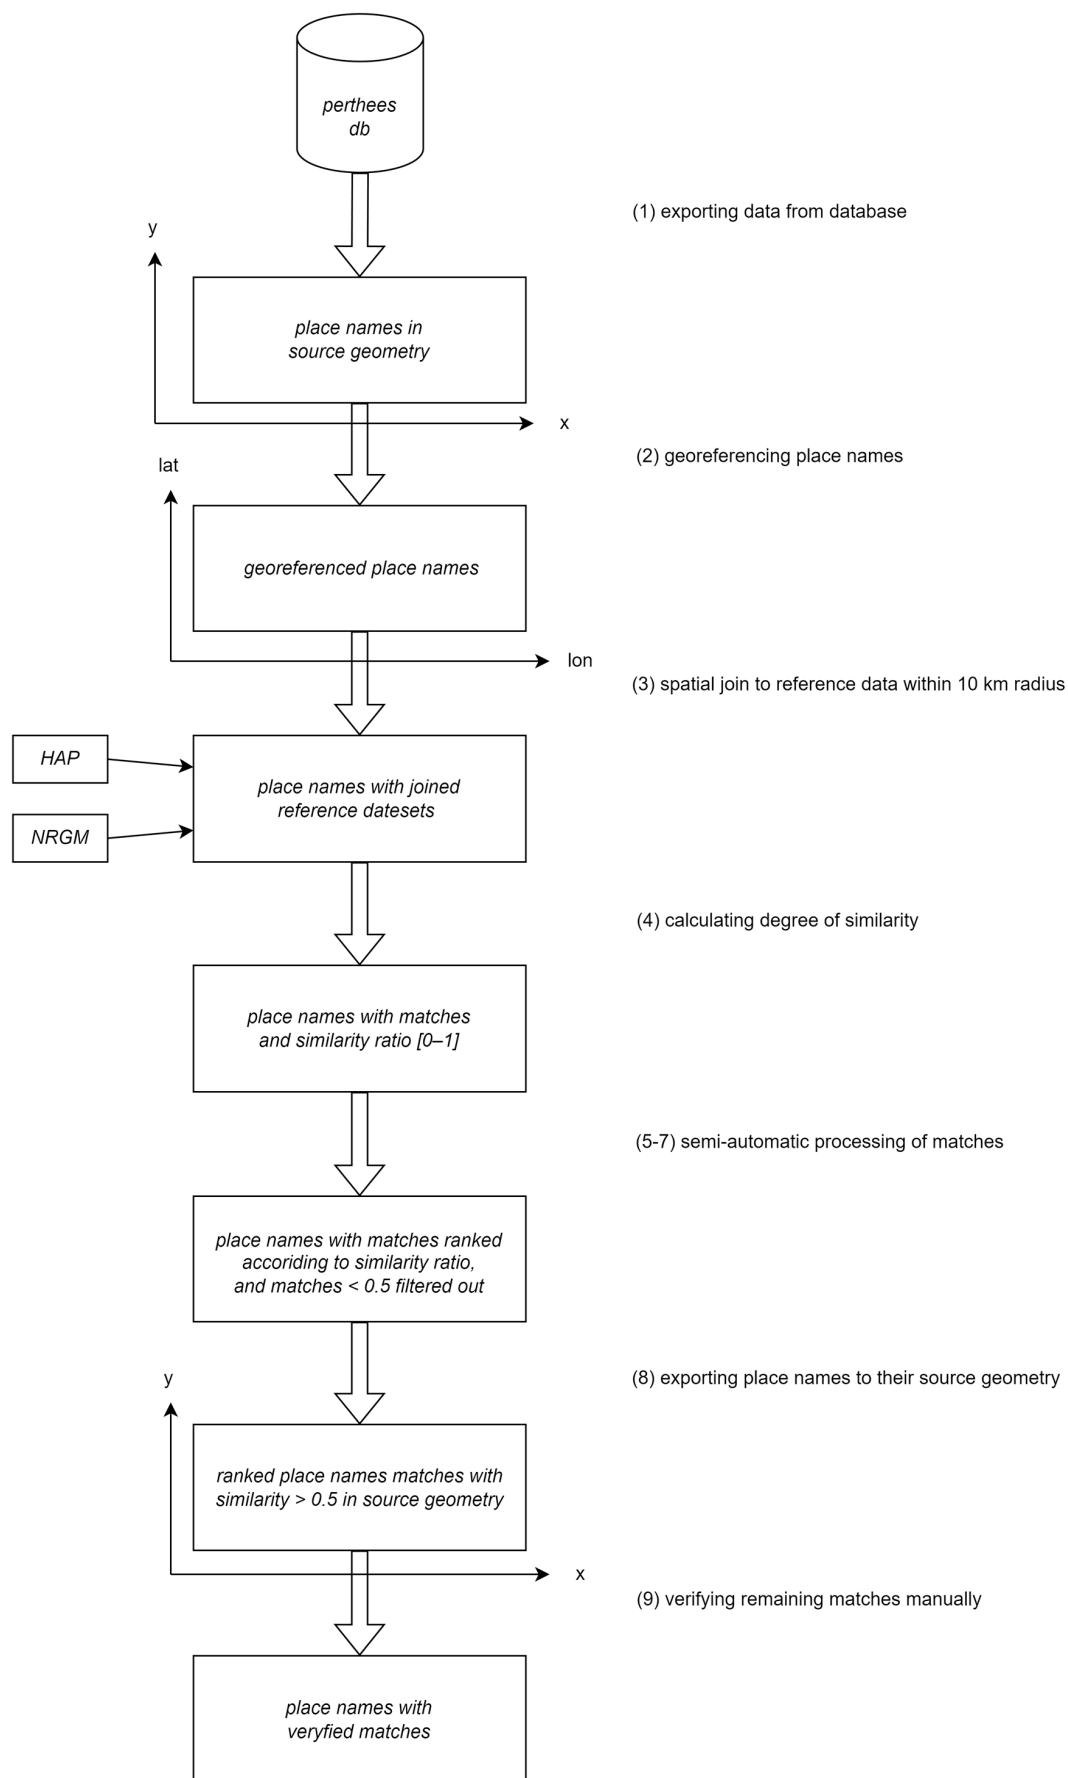 perthees
db
(1) exporting data from database
y
place names in
source geometry
x
(2) georeferencing place names
lat
georeferenced place names
lon
(3) spatial join to reference data within 10 km radius
HAP
NRGM
place names with joined
reference datesets
(4) calculating degree of similarity
place names with matches
and similarity ratio [0–1]
(5-7) semi-automatic processing of matches
place names with matches ranked
accoriding to similarity ratio,
and matches < 0.5 filtered out
(8) exporting place names to their source geometry
y
ranked place names matches with
similarity > 0.5 in source geometry
x
(9) verifying remaining matches manually
place names with
veryfied matches